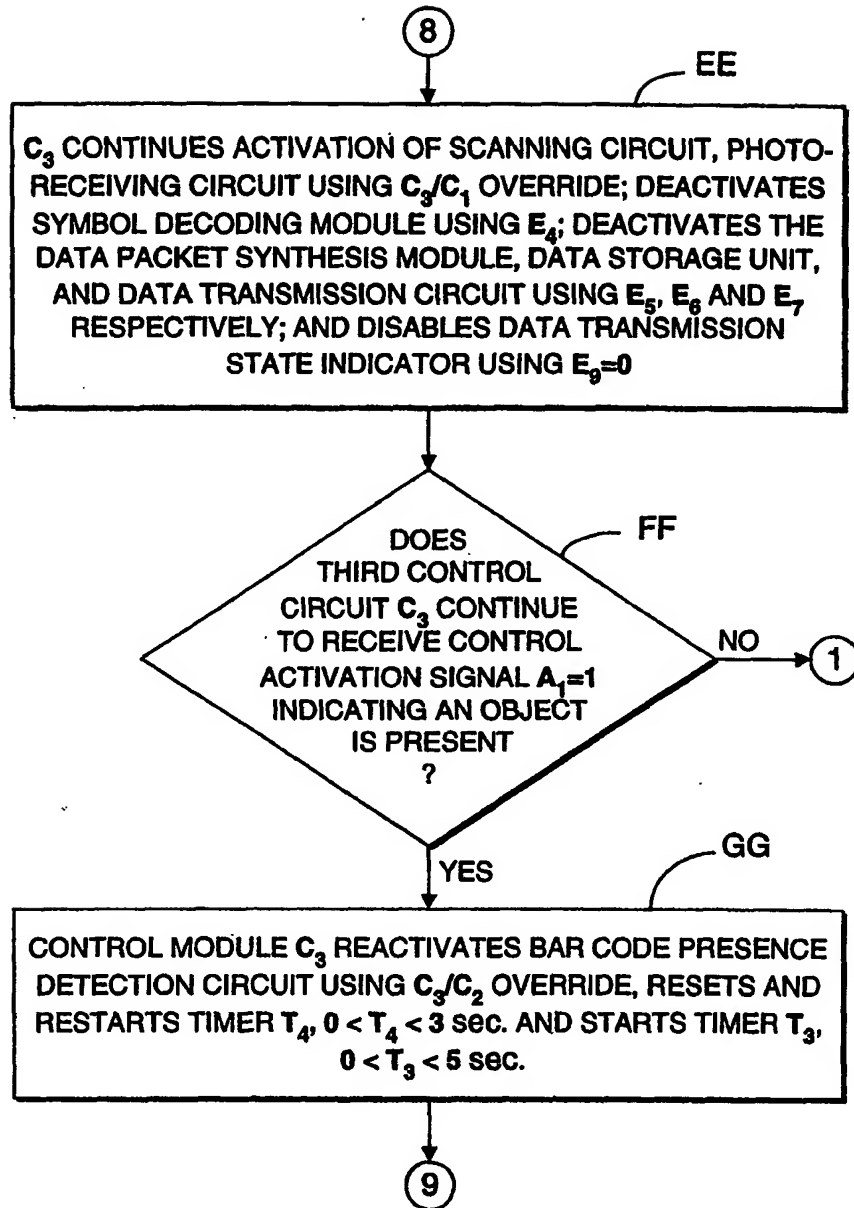 8
EE
C₃ CONTINUES ACTIVATION OF SCANNING CIRCUIT, PHOTO-
RECEIVING CIRCUIT USING C₃/C₁ OVERRIDE; DEACTIVATES
SYMBOL DECODING MODULE USING E₄; DEACTIVATES THE
DATA PACKET SYNTHESIS MODULE, DATA STORAGE UNIT,
AND DATA TRANSMISSION CIRCUIT USING E₅, E₆ AND E₇
RESPECTIVELY; AND DISABLES DATA TRANSMISSION
STATE INDICATOR USING E₉=0
FF
DOES
THIRD CONTROL
CIRCUIT C₃ CONTINUE
TO RECEIVE CONTROL
ACTIVATION SIGNAL A₁=1
INDICATING AN OBJECT
IS PRESENT
?
NO
1
YES
GG
CONTROL MODULE C₃ REACTIVATES BAR CODE PRESENCE
DETECTION CIRCUIT USING C₃/C₂ OVERRIDE, RESETS AND
RESTARTS TIMER T₄, 0 < T₄ < 3 sec. AND STARTS TIMER T₃,
0 < T₃ < 5 sec.
9